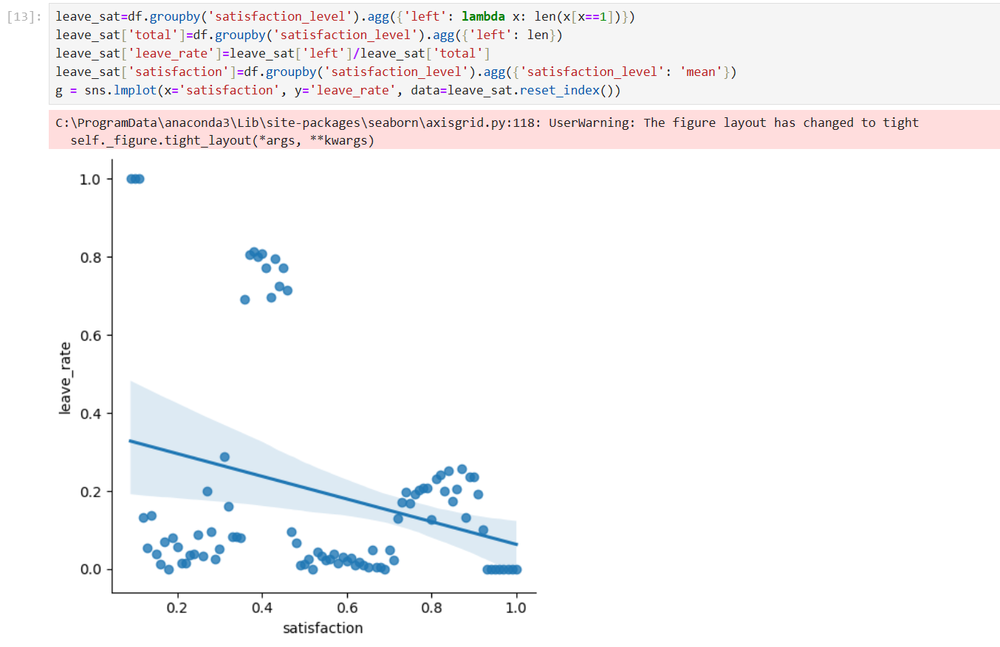 [13]:
leave_sat=df.groupby('satisfaction_level').agg({'left': lambda x: len(x[x==1])})
leave_sat['total']=df.groupby('satisfaction_level').agg({'left': len})
leave_sat['leave_rate']=leave_sat['left']/leave_sat['total']
leave_sat['satisfaction']=df.groupby('satisfaction_level').agg({'satisfaction_level': 'mean'})
g = sns.lmplot(x='satisfaction', y='leave_rate', data=leave_sat.reset_index())
C:\ProgramData\anaconda3\Lib\site-packages\seaborn\axisgrid.py:118: UserWarning: The figure layout has changed to tight
  self._figure.tight_layout(*args, **kwargs)
1.0
0.8
0.6
0.4
0.2
0.0
leave_rate
0.2 0.4 0.6 0.8 1.0
satisfaction